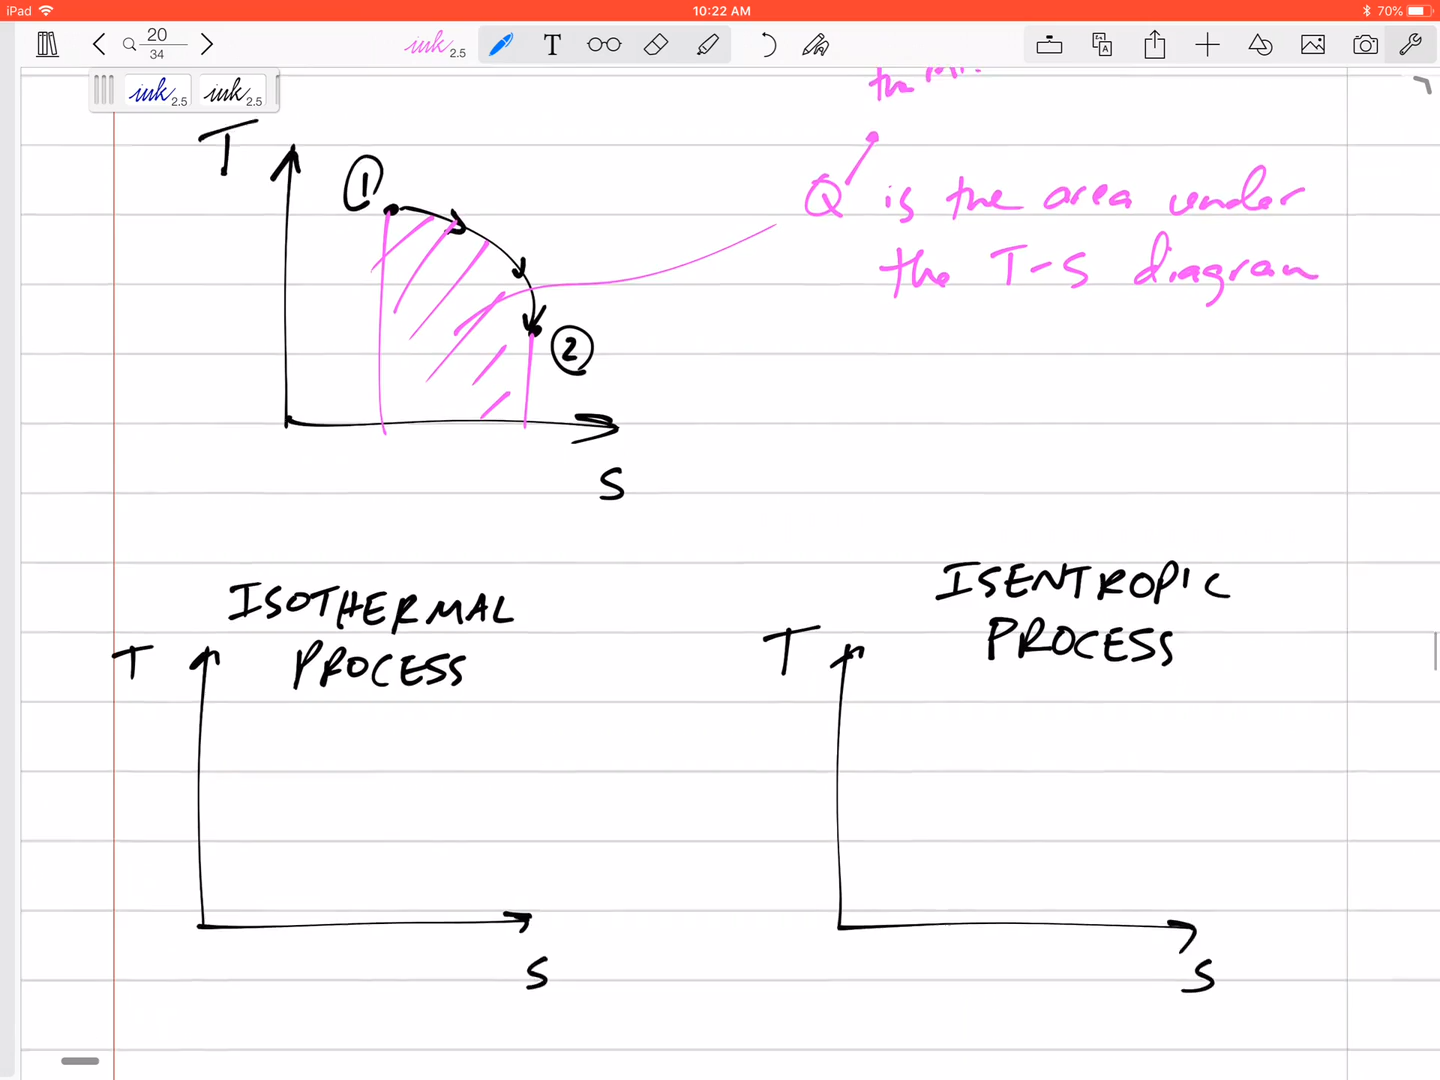 iPad
10:22 AM
70%
20
34
ink 2.5
T
ink 2.5
ink 2.5
the
T
1
Q is the area under
the T-S diagram
2
S
ISOTHERMAL
PROCESS
T
S
ISENTROPIC
PROCESS
T
S